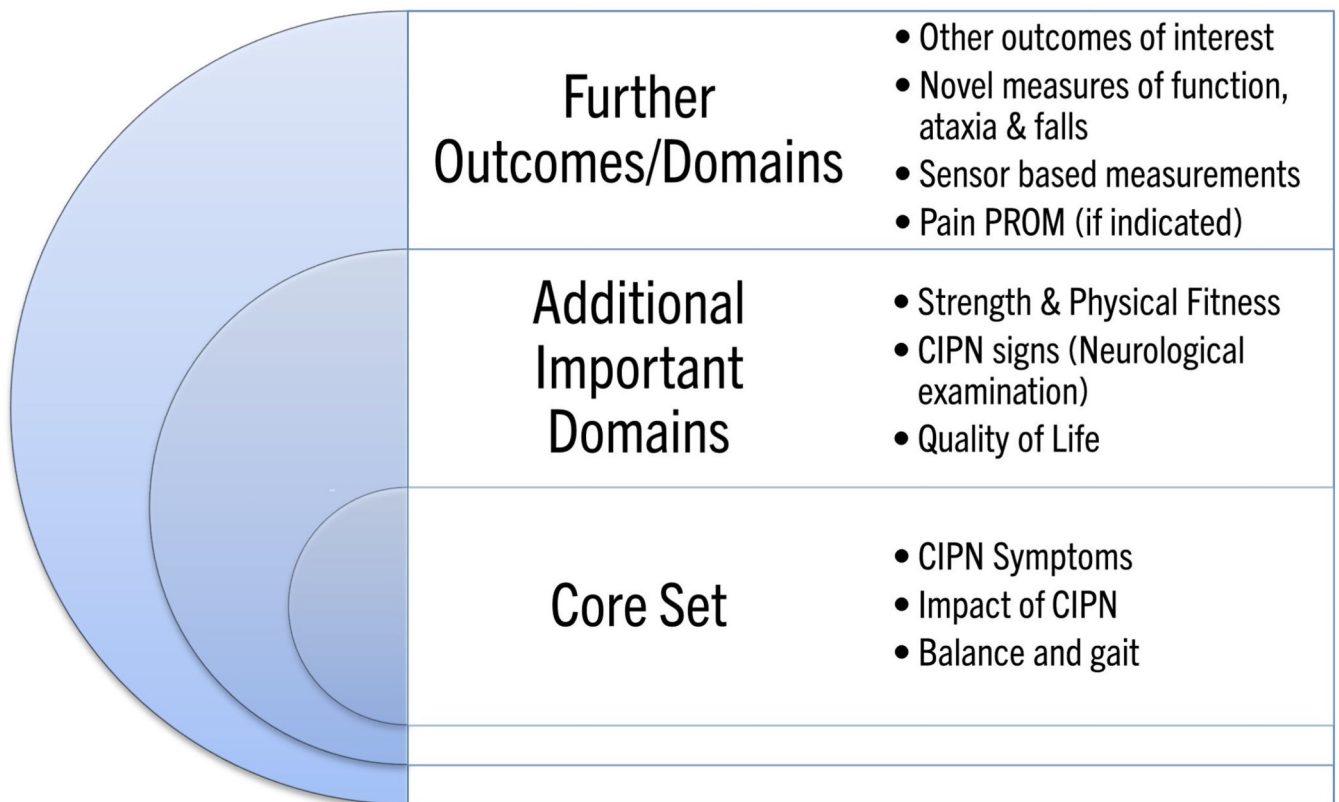 Further
Outcomes/Domains
• Other outcomes of interest
• Novel measures of function,
ataxia & falls
• Sensor based measurements
• Pain PROM (if indicated)
Additional
Important
Domains
• Strength & Physical Fitness
• CIPN signs (Neurological
examination)
• Quality of Life
Core Set
• CIPN Symptoms
• Impact of CIPN
• Balance and gait